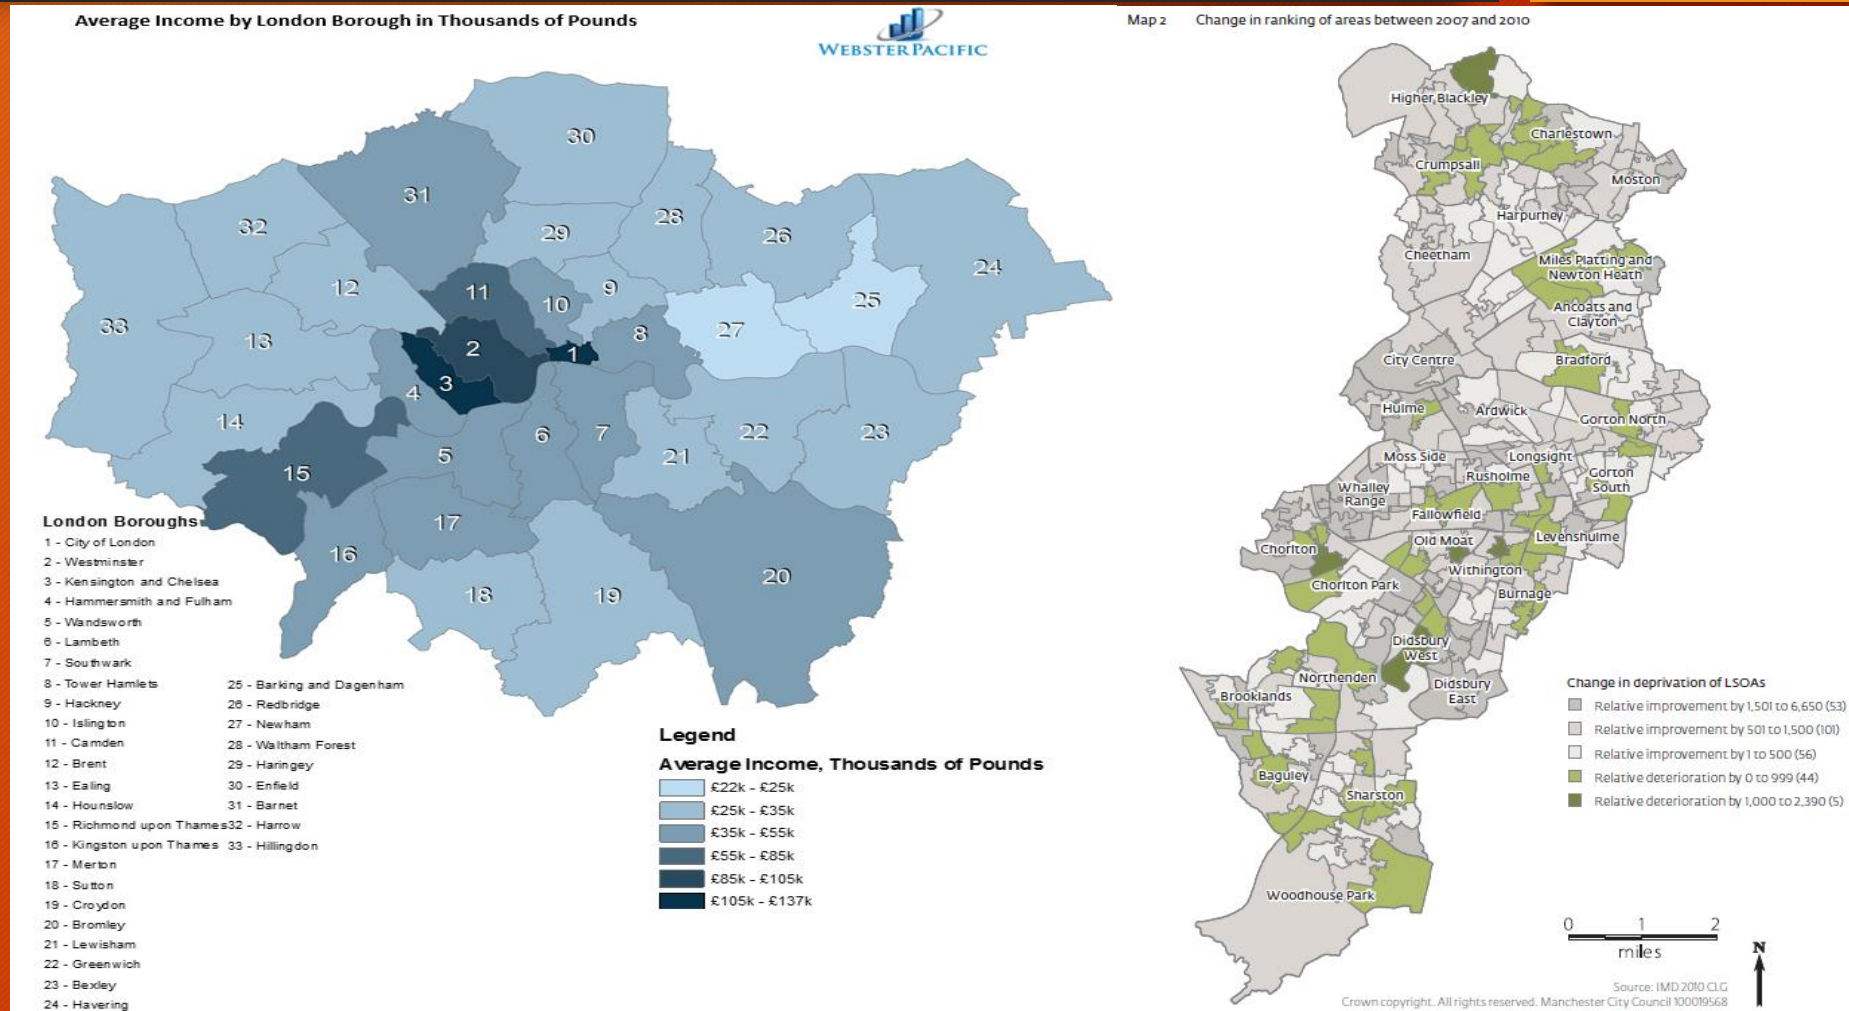 Average Income by London Borough in Thousands of Pounds
WEBSTER PACIFIC
30
31
32
28
29
26
24
12
11
10
9
25
33
13
2
1
8
27
3
4
14
5
6
7
21
22
23
15
17
16
18
19
20
London Boroughs
1 - City of London
2 - Westminster
3 - Kensington and Chelsea
4 - Hammersmith and Fulham
5 - Wandsworth
6 - Lambeth
7 - Southwark
8 - Tower Hamlets
9 - Hackney
10 - Islington
11 - Camden
12 - Brent
13 - Ealing
14 - Hounslow
15 - Richmond upon Thames
16 - Kingston upon Thames
17 - Merton
18 - Sutton
19 - Croydon
20 - Bromley
21 - Lewisham
22 - Greenwich
23 - Bexley
24 - Havering
25 - Barking and Dagenham
26 - Redbridge
27 - Newham
28 - Waltham Forest
29 - Haringey
30 - Enfield
31 - Barnet
32 - Harrow
33 - Hillingdon
Legend
Average Income, Thousands of Pounds
£22k - £25k
£25k - £35k
£35k - £55k
£55k - £85k
£85k - £105k
£105k - £137k
Map 2 Change in ranking of areas between 2007 and 2010
Higher Blackley
Charlestown
Crumpsall
Moston
Harpurhey
Cheetham
Miles Platting and
Newton Heath
Ancoats and
Clayton
City Centre
Bradford
Hulme
Ardwick
Gorton North
Moss Side
Longsight
Rusholme
Gorton
South
Whalley
Range
Fallowfield
Old Moat
Levenshulme
Chorlton
Withington
Chorlton Park
Burnage
Didsbury
West
Northenden
Didsbury
East
Brooklands
Baguley
Sharston
Woodhouse Park
Change in deprivation of LSOAs
Relative improvement by 1,501 to 6,650 (53)
Relative improvement by 501 to 1,500 (101)
Relative improvement by 1 to 500 (56)
Relative deterioration by 0 to 999 (44)
Relative deterioration by 1,000 to 2,390 (5)
0 1 2
miles
N
Source: IMD 2010 CLG
Crown copyright. All rights reserved. Manchester City Council 100019568